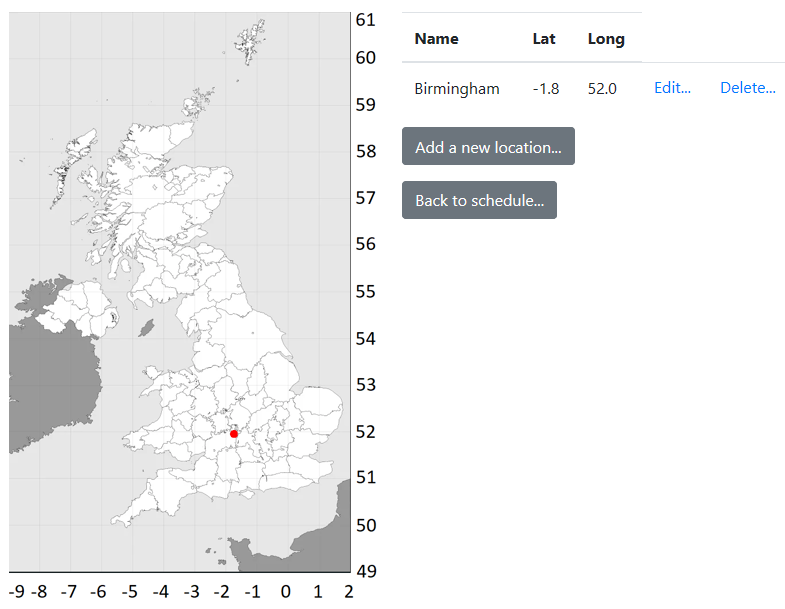 61
60
59
58
57
56
55
54
53
52
51
50
49
-9 -8 -7 -6 -5 -4 -3 -2 -1 0 1 2
Name Lat Long
Birmingham -1.8 52.0 Edit... Delete...
Add a new location...
Back to schedule...